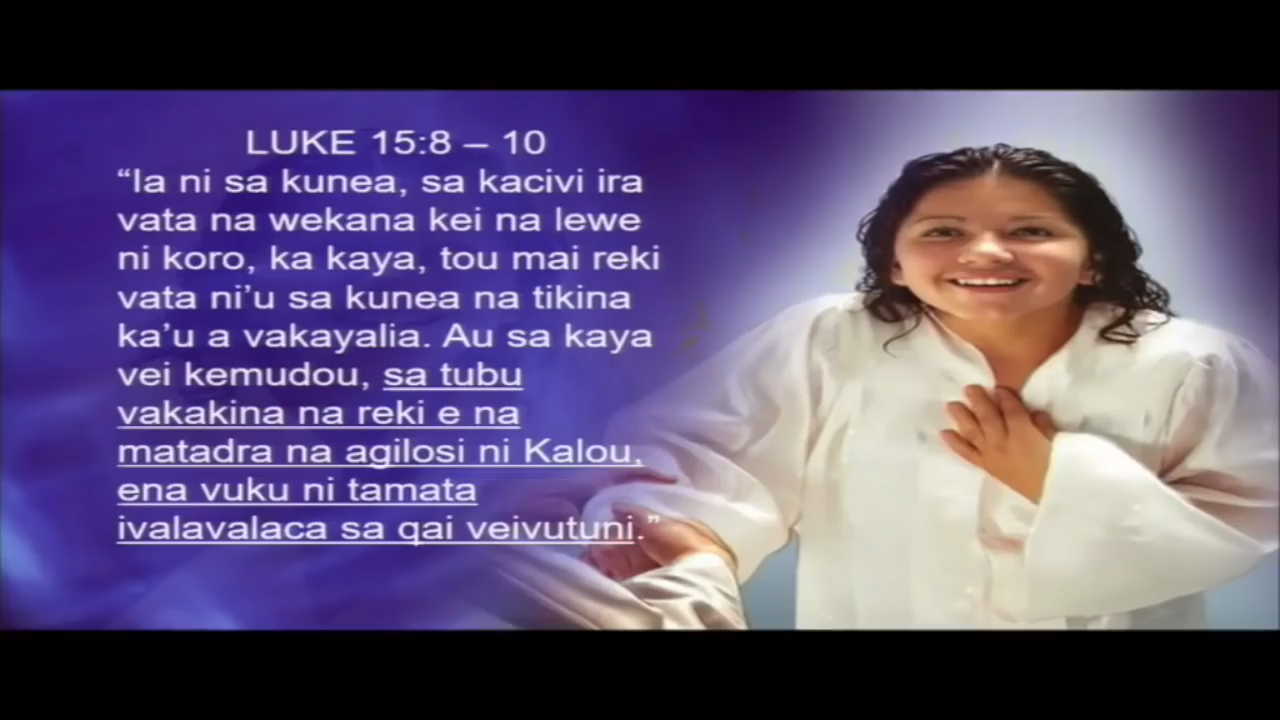 LUKE 15:8 – 10
“Ia ni sa kunea, sa kacivi ira
vata na wekana kei na lewe
ni koro, ka kaya, tou mai reki
vata ni’u sa kunea na tikina
ka’u a vakayalia. Au sa kaya
vei kemudou, sa tubu
vakakina na reki e na
matadra na agilosi ni Kalou,
ena vuku ni tamata
ivalavalaca sa qai veivutuni.”